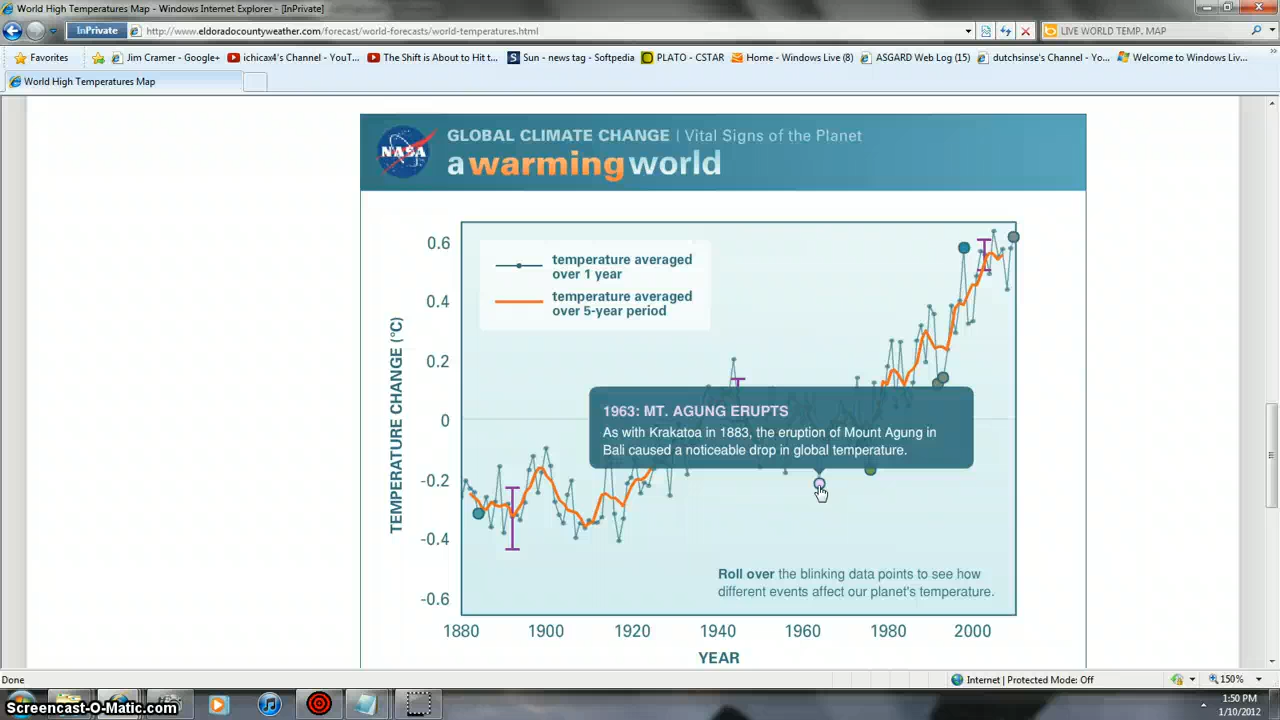 World High Temperatures Map - Windows Internet Explorer - [InPrivate]
InPrivate
http://www.eldoradocountyweather.com/forecast/world-forecasts/world-temperatures.html
LIVE WORLD TEMP. MAP
Favorites
Jim Cramer - Google+
ichicax4's Channel - YouT...
The Shift is About to Hit t...
Sun - news tag - Softpedia
PLATO - CSTAR
Home - Windows Live (8)
ASGARD Web Log (15)
dutchsinse's Channel - Yo...
Welcome to Windows Liv...
World High Temperatures Map
NASA
GLOBAL CLIMATE CHANGE | Vital Signs of the Planet
a warming world
temperature averaged
over 1 year
temperature averaged
over 5-year period
TEMPERATURE CHANGE (°C)
0.6
0.4
0.2
0
-0.2
-0.4
-0.6
1963: MT. AGUNG ERUPTS
As with Krakatoa in 1883, the eruption of Mount Agung in
Bali caused a noticeable drop in global temperature.
Roll over the blinking data points to see how
different events affect our planet's temperature.
1880
1900
1920
1940
1960
1980
2000
YEAR
Done
Internet | Protected Mode: Off
150%
Screencast-O-Matic.com
1:50 PM
1/10/2012